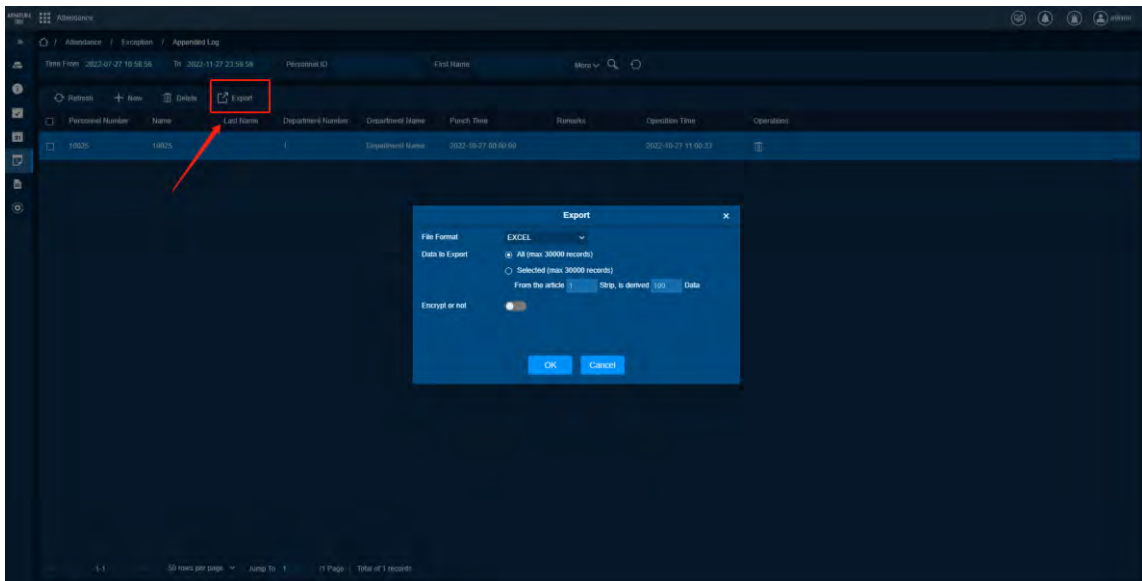 Attendance admin
Attendance / Exception / Appended Log
Time From 2022-07-27 16:58:56 To 2022-11-27 23:59:59 Personnel ID First Name More
Refresh New Delete Export
Personnel Number Name Last Name Department Number Department Name Punch Time Remarks Operation Time Operations
10025 10025 1 Department Name 2022-10-27 00:00:00 2022-10-27 11:00:33
Export
File Format EXCEL
Data to Export All (max 30000 records)
Selected (max 30000 records)
From the article 1 Strip, is derived 100 Data
Encrypt or not
OK Cancel
1-1 50 rows per page Jump To 1 /1 Page Total of 1 records